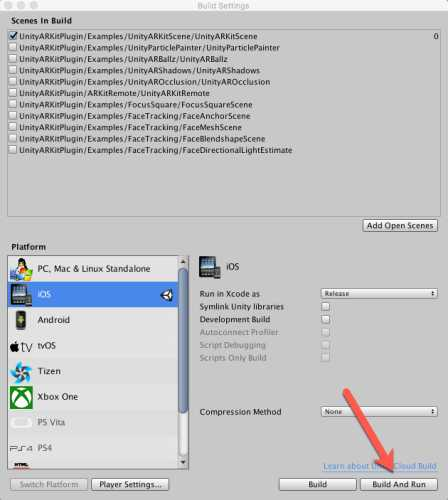 Build Settings
Scenes In Build
UnityARKitPlugin/Examples/UnityARKitScene/UnityARKitScene 0
UnityARKitPlugin/Examples/UnityParticlePainter/UnityParticlePainter
UnityARKitPlugin/Examples/UnityARBallz/UnityARBallz
UnityARKitPlugin/Examples/UnityARShadows/UnityARShadows
UnityARKitPlugin/Examples/UnityAROcclusion/UnityAROcclusion
UnityARKitPlugin/ARKitRemote/UnityARKitRemote
UnityARKitPlugin/Examples/FocusSquare/FocusSquareScene
UnityARKitPlugin/Examples/FaceTracking/FaceAnchorScene
UnityARKitPlugin/Examples/FaceTracking/FaceMeshScene
UnityARKitPlugin/Examples/FaceTracking/FaceBlendshapeScene
UnityARKitPlugin/Examples/FaceTracking/FaceDirectionalLightEstimate
Add Open Scenes
Platform
PC, Mac & Linux Standalone
iOS
Android
tv tvOS
Tizen
Xbox One
PS Vita
PS4 PS4
HTML
iOS
Run in Xcode as Release
Symlink Unity libraries
Development Build
Autoconnect Profiler
Script Debugging
Scripts Only Build
Compression Method None
Learn about Cloud Build
Switch Platform Player Settings... Build Build And Run